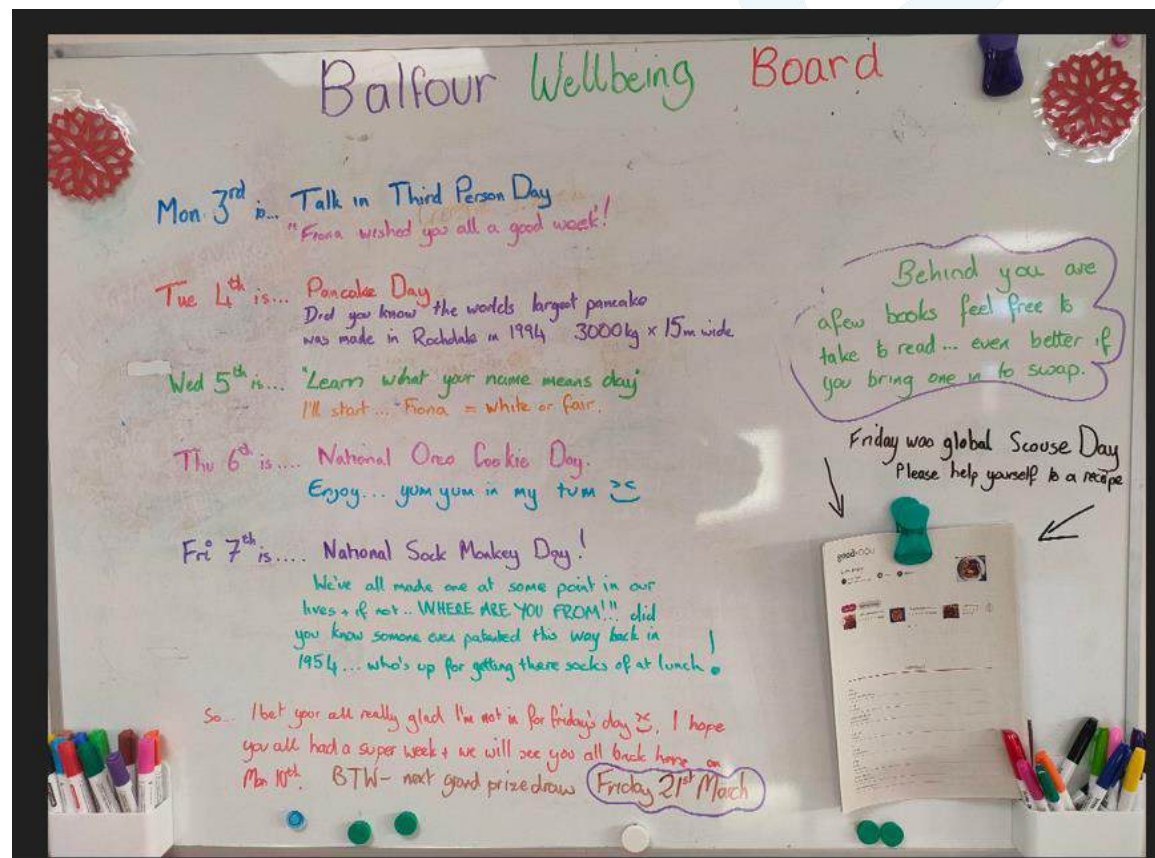 Balfour Wellbeing Board
Mon 3rd is... Talk in Third Person Day
"Fiona wished you all a good week"!
Tue 4th is... Pancake Day
Did you know the worlds largest pancake
was made in Rochdale in 1994 3000kg x 15m wide
Wed 5th is... "Learn what your name means day"
I'll start... Fiona = white or fair.
Thu 6th is.... National Oreo Cookie Day.
Enjoy... yum yum in my tum
Fri 7th is..... National Sock Monkey Day!
We've all made one at some point in our
lives + if not.. WHERE ARE YOU FROM!!" did
you know somone even patented this way back in
1954... who's up for getting there socks of at lunch!
So... I bet your all really glad I'm not in for friday's day. I hope
you all had a super week + we will see you all back here on
Mon 10th. BTW - next grand prize draw Friday 21st March
Behind you are
afew books feel free to
take to read... even better if
you bring one in to swap.
Friday was global Scouse Day
Please help yourself to a recipe
good